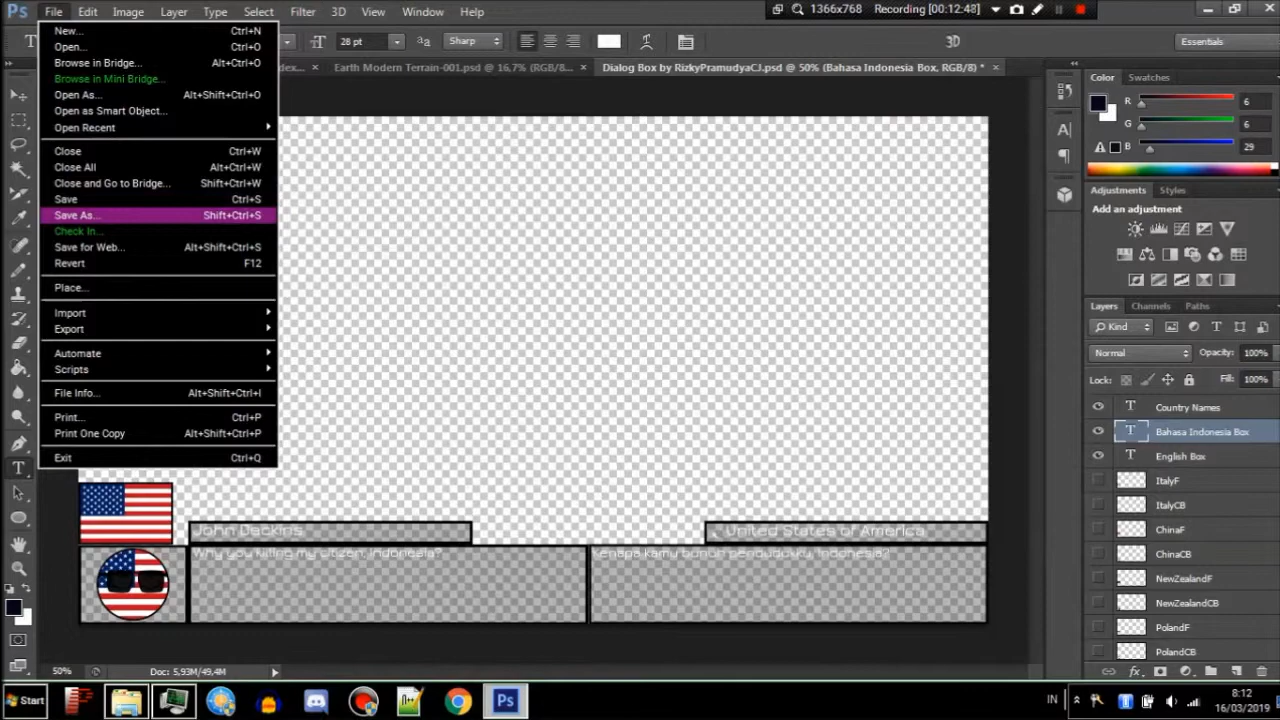 Ps File Edit Image Layer Type Select Filter 3D View Window Help
1366x768 Recording [00:12:48]
T 28 pt aa Sharp 3D Essentials
Earth Modern Terrain-001.psd @ 16,7% (RGB/8... × Dialog Box by RizkyPramudyaCJ.psd @ 50% (Bahasa Indonesia Box, RGB/8) * ×
New... Ctrl+N
Open... Ctrl+O
Browse in Bridge... Alt+Ctrl+O
Browse in Mini Bridge...
Open As... Alt+Shift+Ctrl+O
Open as Smart Object...
Open Recent
Close Ctrl+W
Close All Alt+Ctrl+W
Close and Go to Bridge... Shift+Ctrl+W
Save Ctrl+S
Save As... Shift+Ctrl+S
Check In...
Save for Web... Alt+Shift+Ctrl+S
Revert F12
Place...
Import
Export
Automate
Scripts
File Info... Alt+Shift+Ctrl+I
Print... Ctrl+P
Print One Copy Alt+Shift+Ctrl+P
Exit Ctrl+Q
John Deckins
United States of America
Why you killing my citizen, Indonesia?
Kenapa kamu bunuh pendudukku, Indonesia?
Color Swatches
R 6
G 6
B 29
Adjustments Styles
Add an adjustment
Layers Channels Paths
Kind
Normal Opacity: 100%
Lock: Fill: 100%
T Country Names
T Bahasa Indonesia Box
T English Box
ItalyF
ItalyCB
ChinaF
ChinaCB
NewZealandF
NewZealandCB
PolandF
PolandCB
50% Doc: 5,93M/49,4M
Start Ps IN 8:12
16/03/2019